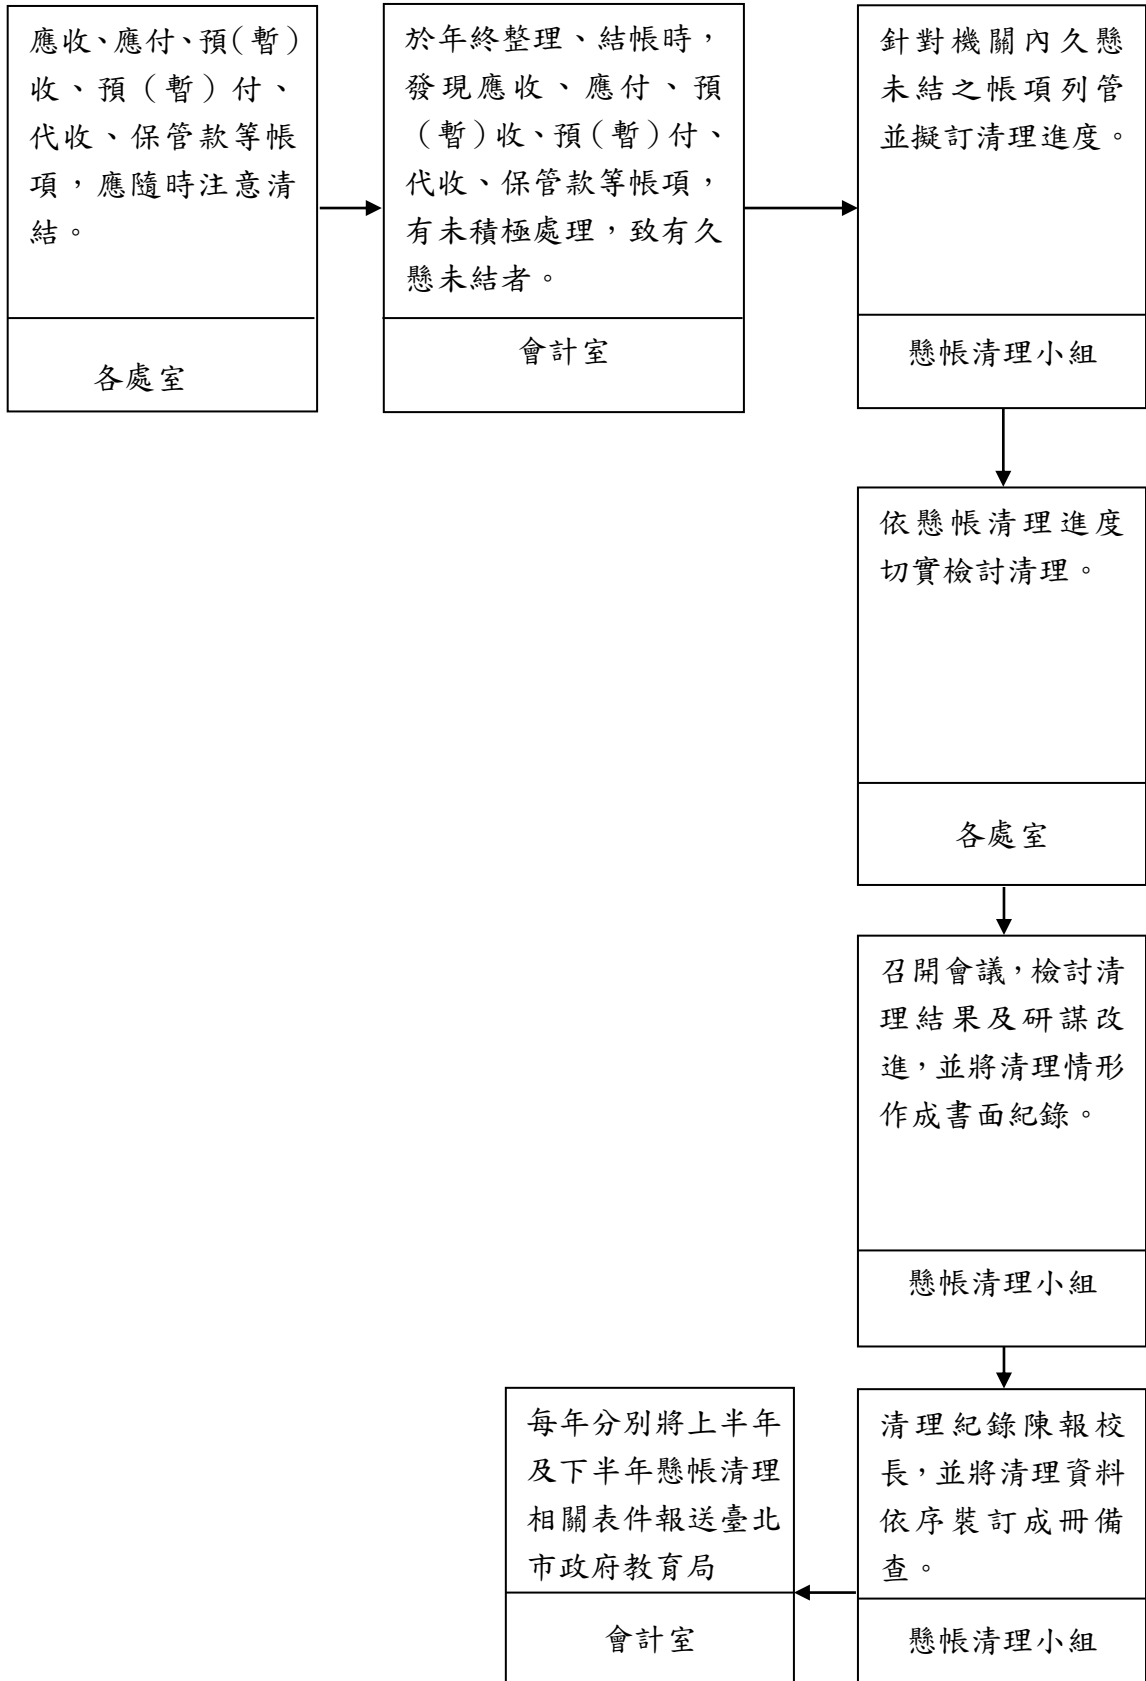 應收、應付、預(暫)
收、預（暫）付、
代收、保管款等帳
項，應隨時注意清
結。
各處室
於年終整理、結帳時，
發現應收、應付、預
（暫）收、預（暫）付、
代收、保管款等帳項，
有未積極處理，致有久
懸未結者。
會計室
針對機關內久懸
未結之帳項列管
並擬訂清理進度。
懸帳清理小組
依懸帳清理進度
切實檢討清理。
各處室
召開會議，檢討清
理結果及研謀改
進，並將清理情形
作成書面紀錄。
懸帳清理小組
清理紀錄陳報校
長，並將清理資料
依序裝訂成冊備
查。
懸帳清理小組
每年分別將上半年
及下半年懸帳清理
相關表件報送臺北
市政府教育局
會計室